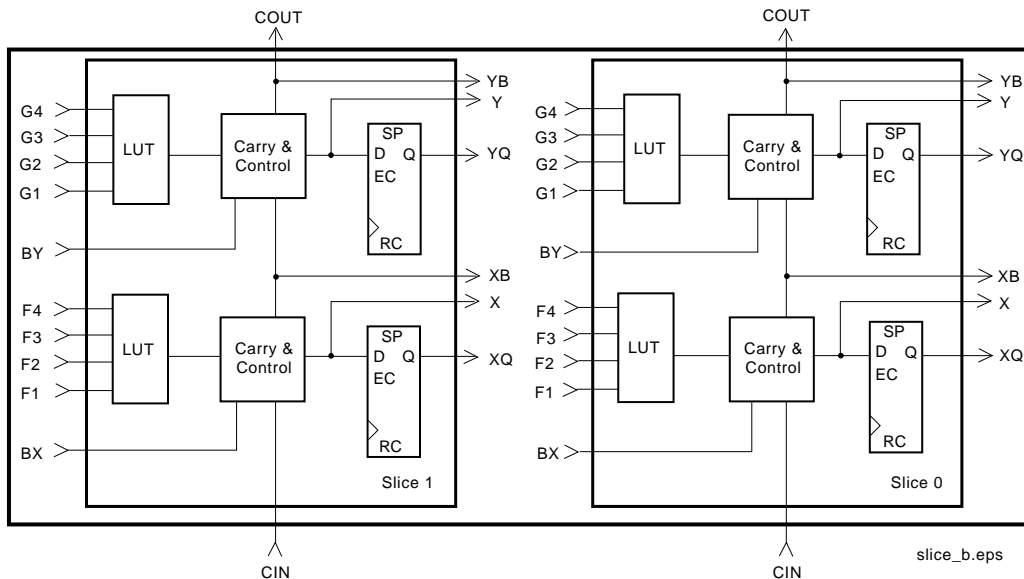 COUT
YB
Y
G4
G3
G2
G1
LUT
Carry &
Control
SP
D Q
EC
RC
YQ
BY
XB
X
F4
F3
F2
F1
LUT
Carry &
Control
SP
D Q
EC
RC
XQ
BX
Slice 1
CIN
COUT
YB
Y
G4
G3
G2
G1
LUT
Carry &
Control
SP
D Q
EC
RC
YQ
BY
XB
X
F4
F3
F2
F1
LUT
Carry &
Control
SP
D Q
EC
RC
XQ
BX
Slice 0
CIN
slice_b.eps